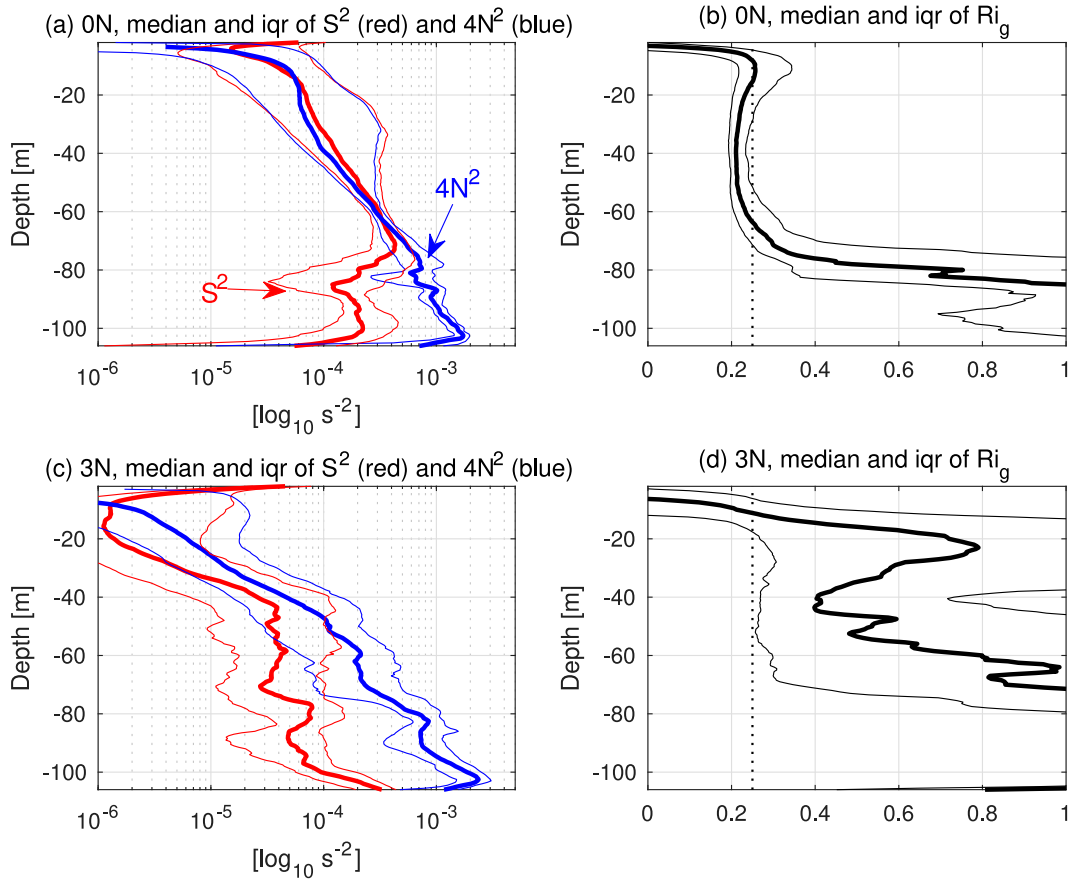 (a) 0N, median and iqr of S² (red) and 4N² (blue)
-20
-40
-60
-80
-100
Depth [m]
4N²
S²
10⁻⁶ 10⁻⁵ 10⁻⁴ 10⁻³
[log₁₀ s⁻²]
(b) 0N, median and iqr of Ri_g
-20
-40
-60
-80
-100
Depth [m]
0 0.2 0.4 0.6 0.8 1
(c) 3N, median and iqr of S² (red) and 4N² (blue)
-20
-40
-60
-80
-100
Depth [m]
10⁻⁶ 10⁻⁵ 10⁻⁴ 10⁻³
[log₁₀ s⁻²]
(d) 3N, median and iqr of Ri_g
-20
-40
-60
-80
-100
Depth [m]
0 0.2 0.4 0.6 0.8 1